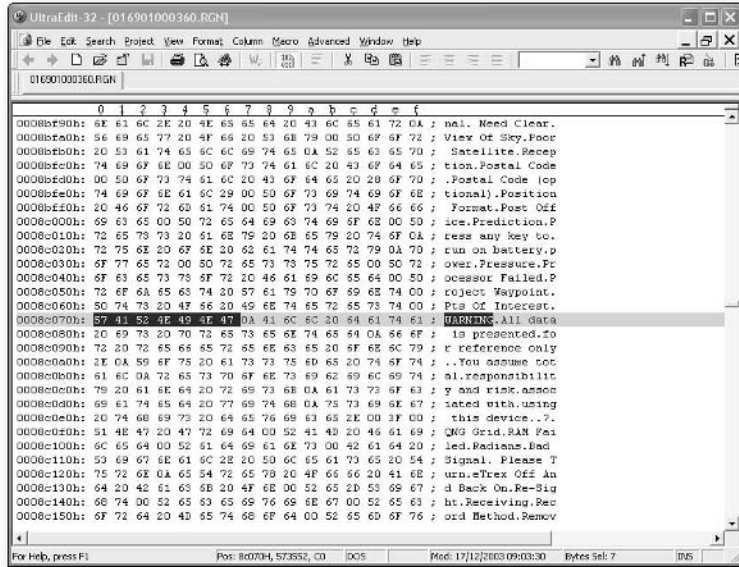 UltraEdit-32 - [016901000360.RGN]
File Edit Search Project View Format Column Macro Advanced Window Help
016901000360.RGN
0 1 2 3 4 5 6 7 8 9 a b c d e f
0008bf90h: 6E 61 6C 2E 20 4E 65 65 64 20 43 6C 65 61 72 0A ; nal. Need Clear.
0008bfa0h: 56 69 65 77 20 4F 66 20 53 6B 79 00 50 6F 6F 72 ; View Of Sky.Poor
0008bfb0h: 20 53 61 74 65 6C 6C 69 74 65 0A 52 65 63 65 70 ; Satellite.Recep
0008bfc0h: 74 69 6F 6E 00 50 6F 73 74 61 6C 20 43 6F 64 65 ; tion.Postal Code
0008bfd0h: 00 50 6F 73 74 61 6C 20 43 6F 64 65 20 28 6F 70 ; .Postal Code (op
0008bfe0h: 74 69 6F 6E 61 6C 29 00 50 6F 73 69 74 69 6F 6E ; tional).Position
0008bff0h: 20 46 6F 72 6D 61 74 00 50 6F 73 74 20 4F 66 66 ; Format.Post Off
0008c000h: 69 63 65 00 50 72 65 64 69 63 74 69 6F 6E 00 50 ; ice.Prediction.P
0008c010h: 72 65 73 73 20 61 6E 79 20 6B 65 79 20 74 6F 0A ; ress any key to.
0008c020h: 72 75 6E 20 6F 6E 20 62 61 74 74 65 72 79 0A 70 ; run on battery.p
0008c030h: 6F 77 65 72 00 50 72 65 73 73 75 72 65 00 50 72 ; ower.Pressure.Pr
0008c040h: 6F 63 65 73 73 6F 72 20 46 61 69 6C 65 64 00 50 ; ocessor Failed.P
0008c050h: 72 6F 6A 65 63 74 20 57 61 79 70 6F 69 6E 74 00 ; roject Waypoint.
0008c060h: 50 74 73 20 4F 66 20 49 6E 74 65 72 65 73 74 00 ; Pts Of Interest.
0008c070h: 57 41 52 4E 49 4E 47 0A 41 6C 6C 20 64 61 74 61 ; WARNING.All data
0008c080h: 20 69 73 20 70 72 65 73 65 6E 74 65 64 0A 66 6F ; is presented.fo
0008c090h: 72 20 72 65 66 65 72 65 6E 63 65 20 6F 6E 6C 79 ; r reference only
0008c0a0h: 2E 0A 59 6F 75 20 61 73 73 75 6D 65 20 74 6F 74 ; ..You assume tot
0008c0b0h: 61 6C 0A 72 65 73 70 6F 6E 73 69 62 69 6C 69 74 ; al.responsibilit
0008c0c0h: 79 20 61 6E 64 20 72 69 73 6B 0A 61 73 73 6F 63 ; y and risk.assoc
0008c0d0h: 69 61 74 65 64 20 77 69 74 68 0A 75 73 69 6E 67 ; iated with.using
0008c0e0h: 20 74 68 69 73 20 64 65 76 69 63 65 2E 00 3F 00 ; this device..?.
0008c0f0h: 51 4E 47 20 47 72 69 64 00 52 41 4D 20 46 61 69 ; QNG Grid.RAM Fai
0008c100h: 6C 65 64 00 52 61 64 69 61 6E 73 00 42 61 64 20 ; led.Radians.Bad
0008c110h: 53 69 67 6E 61 6C 2E 20 50 6C 65 61 73 65 20 54 ; Signal. Please T
0008c120h: 75 72 6E 0A 65 54 72 65 78 20 4F 66 66 20 41 6E ; urn.eTrex Off An
0008c130h: 64 20 42 61 63 6B 20 4F 6E 00 52 65 2D 53 69 67 ; d Back On.Re-Sig
0008c140h: 68 74 00 52 65 63 65 69 76 69 6E 67 00 52 65 63 ; ht.Receiving.Rec
0008c150h: 6F 72 64 20 4D 65 74 68 6F 64 00 52 65 6D 6F 76 ; ord Method.Remov
For Help, press F1 Pos: 8c070H, 573552, C0 DOS Mod: 17/12/2003 09:03:30 Bytes Sel: 7 INS